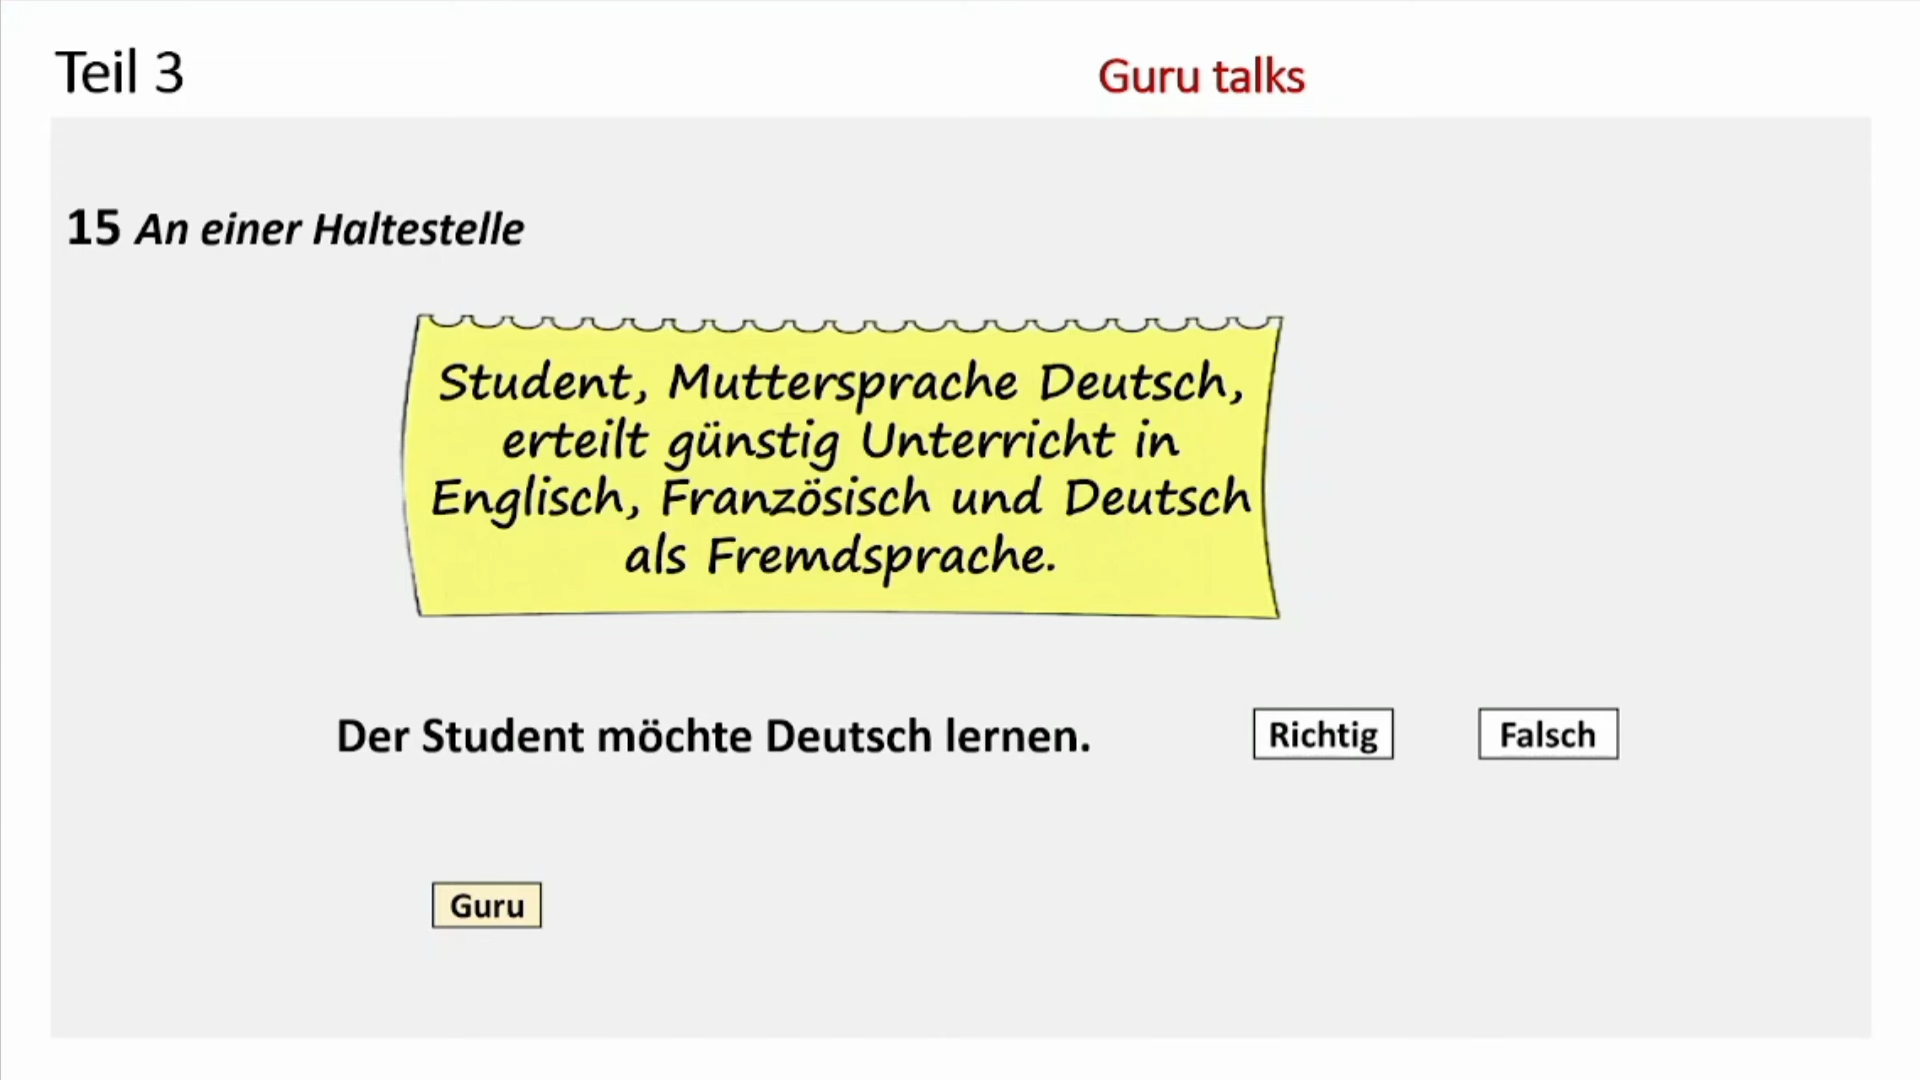 Teil 3
Guru talks
15 An einer Haltestelle
Student, Muttersprache Deutsch,
erteilt günstig Unterricht in
Englisch, Französisch und Deutsch
als Fremdsprache.
Der Student möchte Deutsch lernen.
Richtig
Falsch
Guru